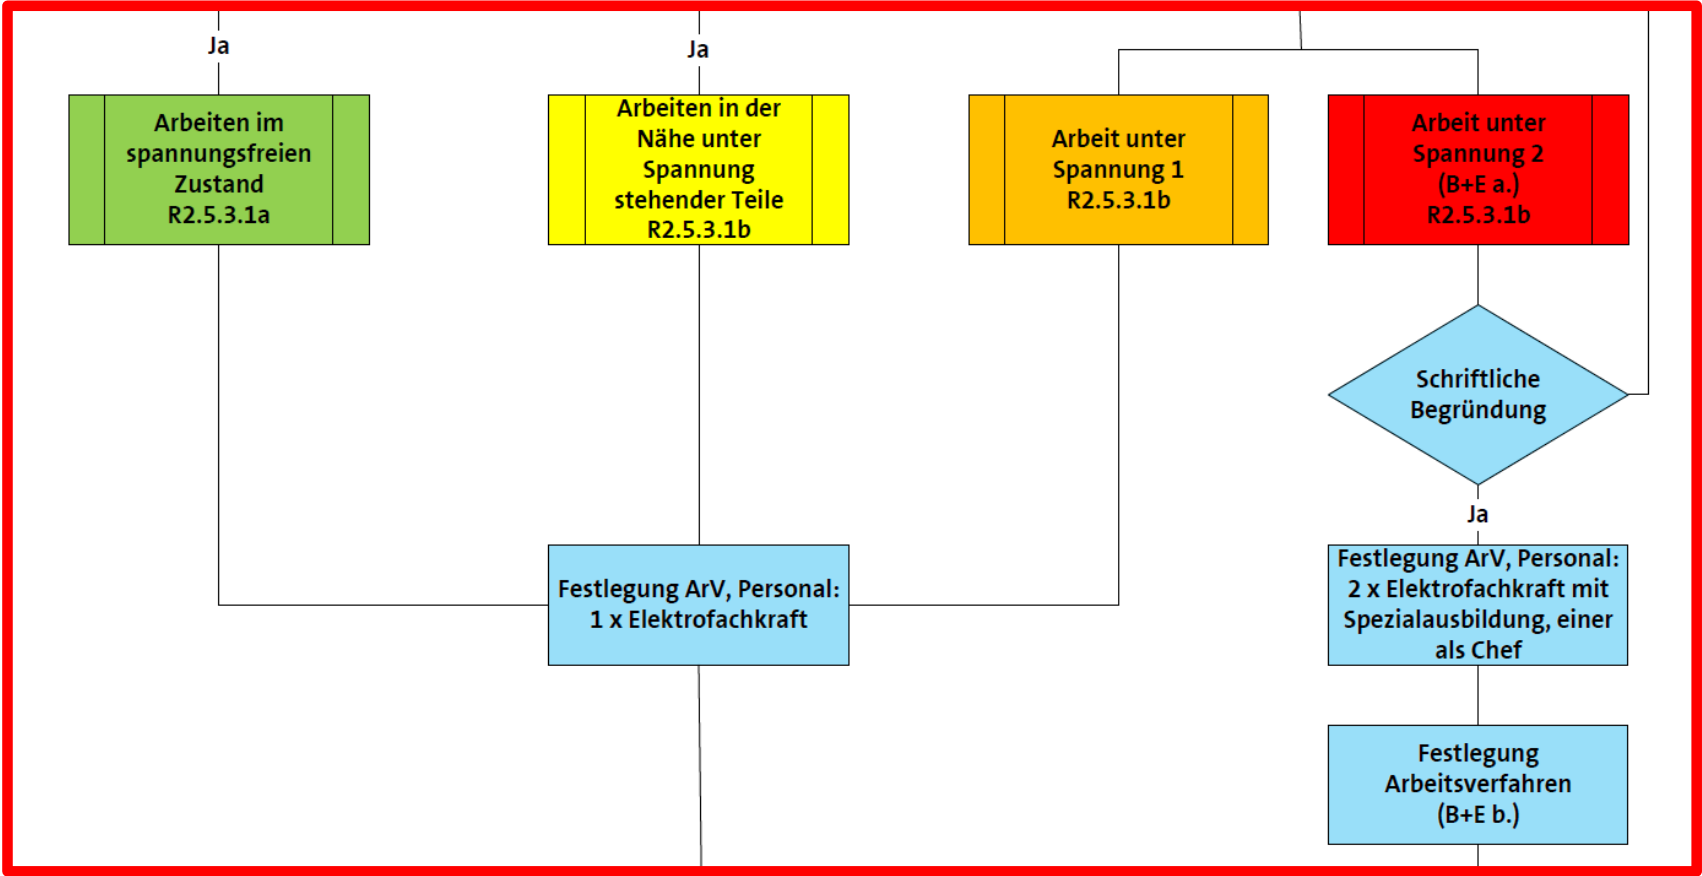 Ja
Ja
Arbeiten im
spannungsfreien
Zustand
R2.5.3.1a
Arbeiten in der
Nähe unter
Spannung
stehender Teile
R2.5.3.1b
Arbeit unter
Spannung 1
R2.5.3.1b
Arbeit unter
Spannung 2
(B+E a.)
R2.5.3.1b
Schriftliche
Begründung
Ja
Festlegung ArV, Personal:
1 x Elektrofachkraft
Festlegung ArV, Personal:
2 x Elektrofachkraft mit
Spezialausbildung, einer
als Chef
Festlegung
Arbeitsverfahren
(B+E b.)